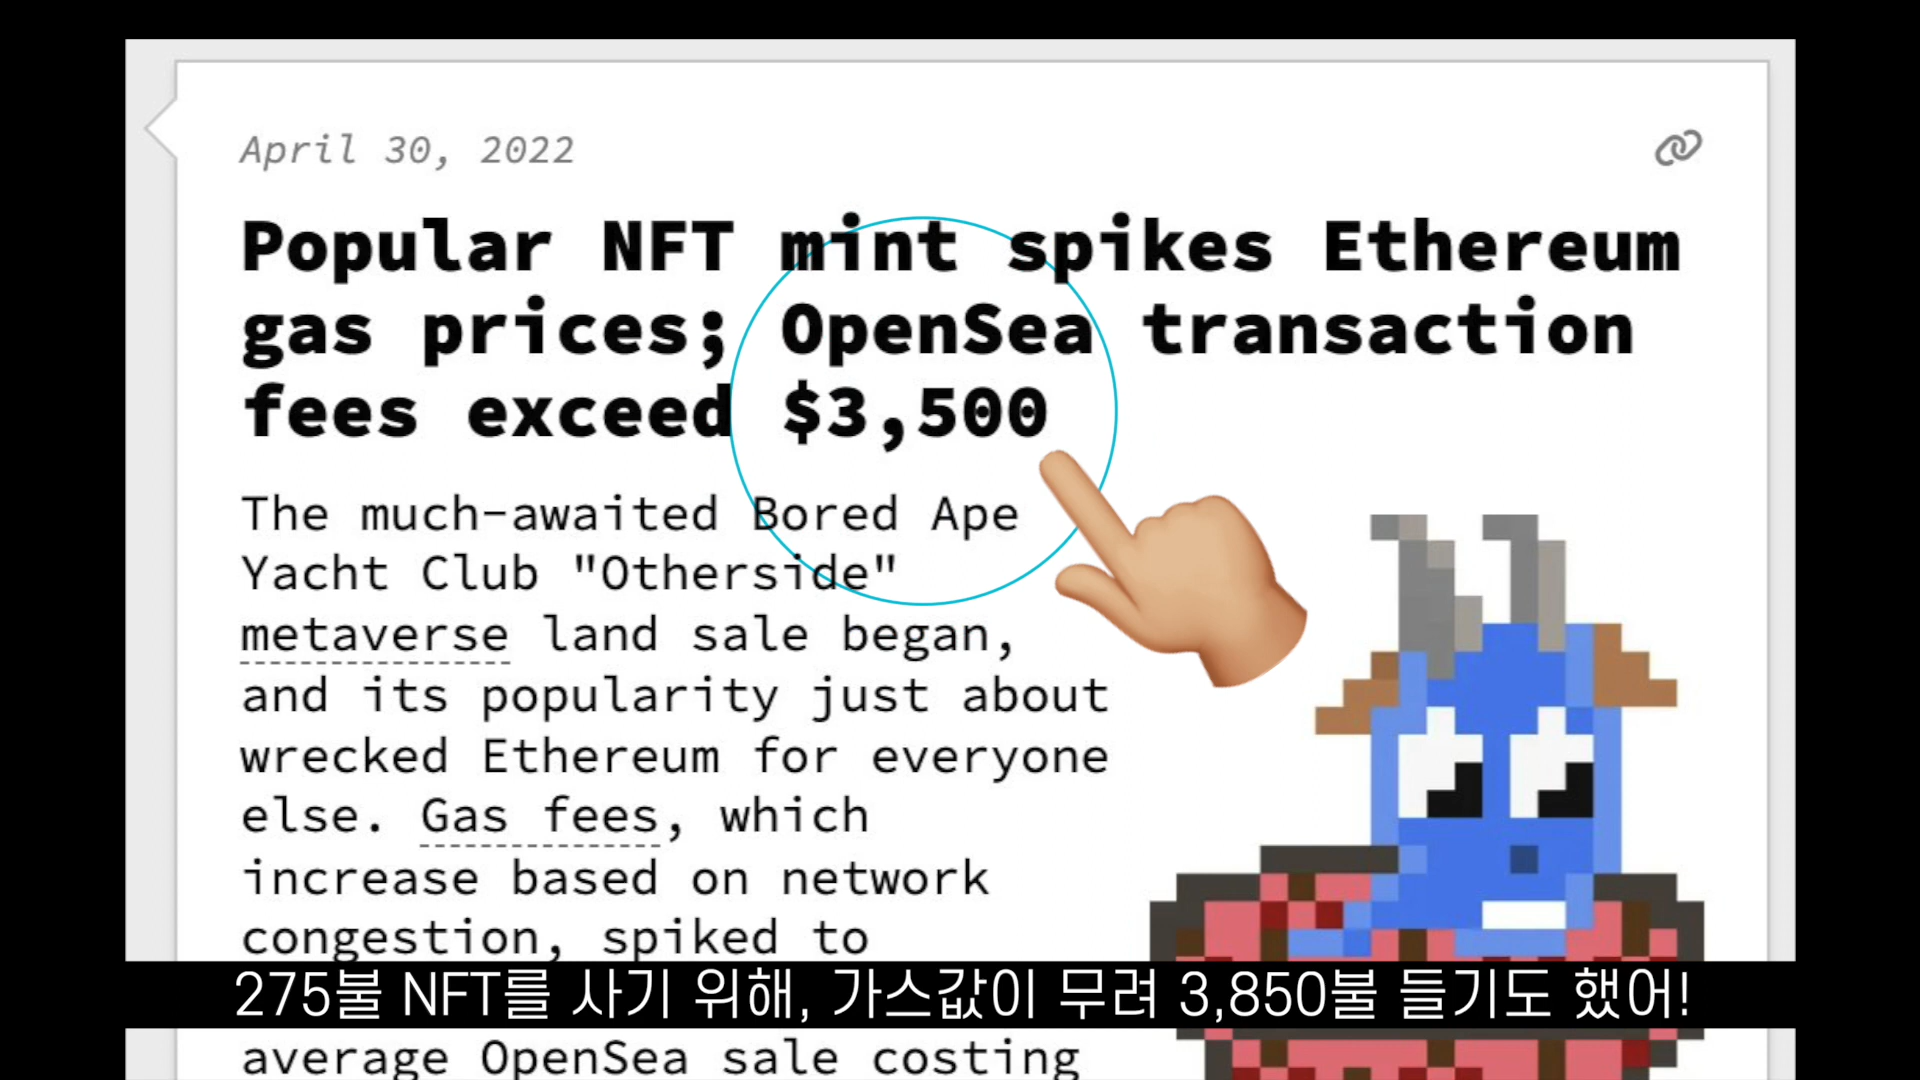 April 30, 2022
Popular NFT mint spikes Ethereum
gas prices; OpenSea transaction
fees exceed $3,500
The much-awaited Bored Ape
Yacht Club "Otherside"
metaverse land sale began,
and its popularity just about
wrecked Ethereum for everyone
else. Gas fees, which
increase based on network
congestion, spiked to
275불 NFT를 사기 위해, 가스값이 무려 3,850불 들기도 했어!
average OpenSea sale costing